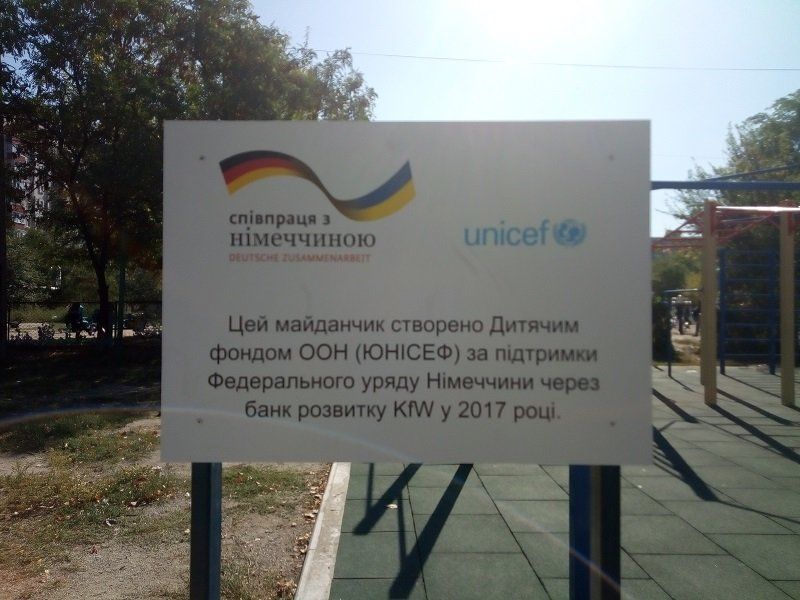 співпраця з
німеччиною
DEUTSCHE ZUSAMMENARBEIT
unicef
Цей майданчик створено Дитячим
фондом ООН (ЮНІСЕФ) за підтримки
Федерального уряду Німеччини через
банк розвитку KfW у 2017 році.